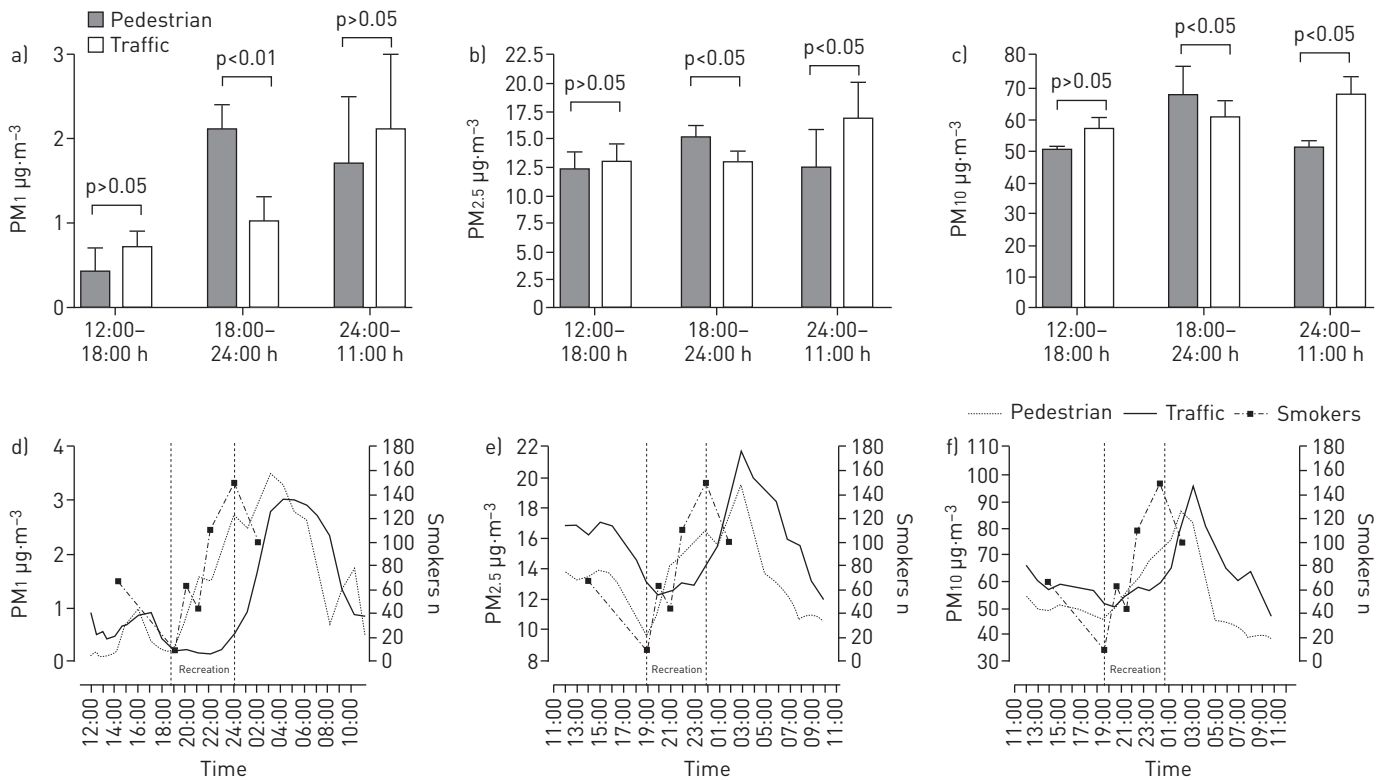 Pedestrian
Traffic
a)
p>0.05
p<0.01
p>0.05
3
2
1
0
PM1 µg·m−3
12:00–
18:00 h
18:00–
24:00 h
24:00–
11:00 h
b)
p>0.05
p<0.05
p<0.05
22.5
20.0
17.5
15.0
12.5
10.0
7.5
5.0
2.5
0
PM2.5 µg·m−3
12:00–
18:00 h
18:00–
24:00 h
24:00–
11:00 h
c)
p>0.05
p<0.05
p<0.05
80
70
60
50
40
30
20
10
0
PM10 µg·m−3
12:00–
18:00 h
18:00–
24:00 h
24:00–
11:00 h
Pedestrian Traffic Smokers
d)
4
3
2
1
0
PM1 µg·m−3
180
160
140
120
100
80
60
40
20
0
Smokers n
Recreation
12:00
14:00
16:00
18:00
20:00
22:00
24:00
02:00
04:00
06:00
08:00
10:00
Time
e)
22
20
18
16
14
12
10
8
PM2.5 µg·m−3
180
160
140
120
100
80
60
40
20
0
Smokers n
Recreation
11:00
13:00
15:00
17:00
19:00
21:00
23:00
01:00
03:00
05:00
07:00
09:00
11:00
Time
f)
110
100
90
80
70
60
50
40
30
PM10 µg·m−3
180
160
140
120
100
80
60
40
20
0
Smokers n
Recreation
11:00
13:00
15:00
17:00
19:00
21:00
23:00
01:00
03:00
05:00
07:00
09:00
11:00
Time